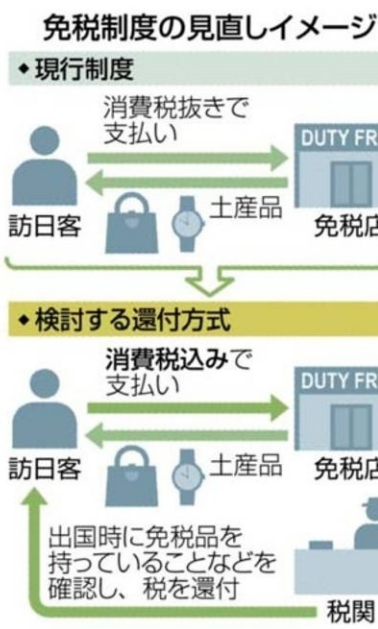 免税制度の見直しイメージ
◆現行制度
消費税抜きで
支払い
DUTY FR
訪日客
土産品
免税店
◆検討する還付方式
消費税込みで
支払い
DUTY FR
訪日客
土産品
免税店
出国時に免税品を
持っていることなどを
確認し、税を還付
税関